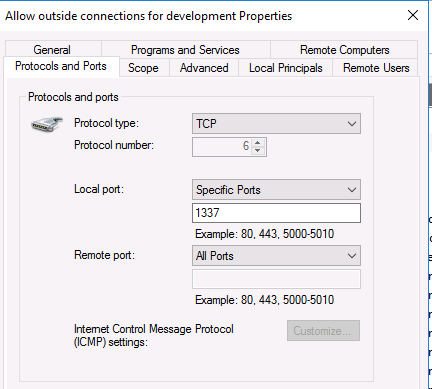 Allow outside connections for development Properties
General Programs and Services Remote Computers
Protocols and Ports Scope Advanced Local Principals Remote Users
Protocols and ports
Protocol type: TCP
Protocol number: 6
Local port: Specific Ports
1337
Example: 80, 443, 5000-5010
Remote port: All Ports
Example: 80, 443, 5000-5010
Internet Control Message Protocol
(ICMP) settings: Customize...